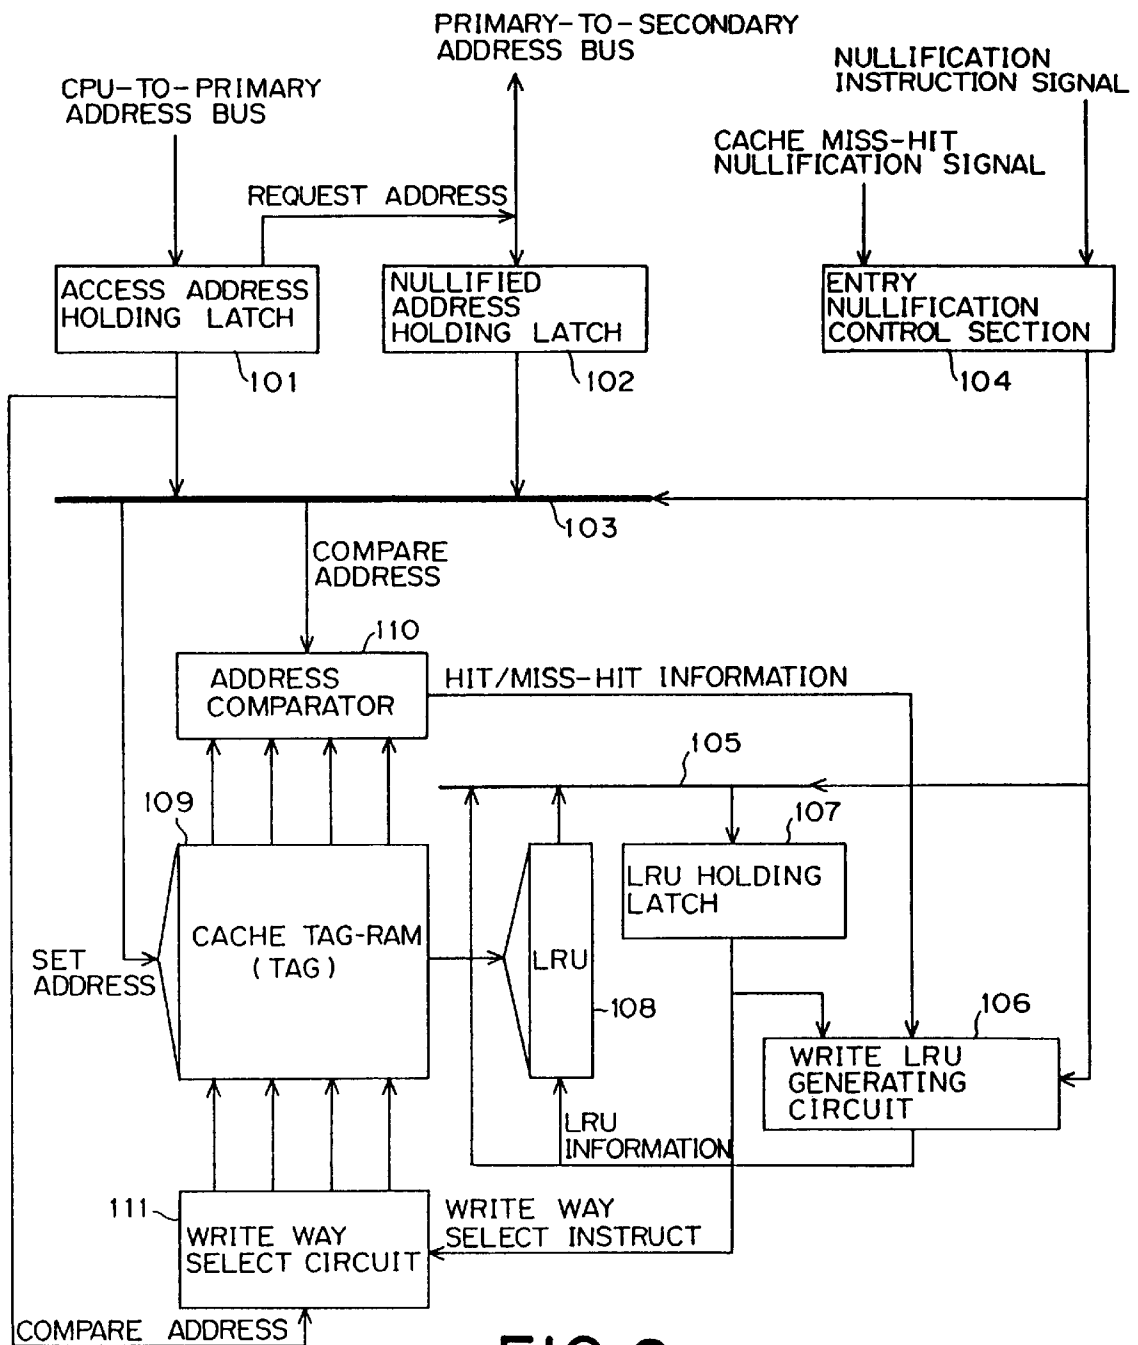 PRIMARY-TO-SECONDARY
ADDRESS BUS
NULLIFICATION
INSTRUCTION SIGNAL
CPU-TO-PRIMARY
ADDRESS BUS
CACHE MISS-HIT
NULLIFICATION SIGNAL
REQUEST ADDRESS
ACCESS ADDRESS
HOLDING LATCH
NULLIFIED
ADDRESS
HOLDING LATCH
ENTRY
NULLIFICATION
CONTROL SECTION
101
102
104
103
COMPARE
ADDRESS
110
ADDRESS
COMPARATOR
HIT/MISS-HIT INFORMATION
105
109
107
LRU HOLDING
LATCH
CACHE TAG-RAM
(TAG)
LRU
SET
ADDRESS
108
106
WRITE LRU
GENERATING
CIRCUIT
LRU
INFORMATION
111
WRITE WAY
SELECT CIRCUIT
WRITE WAY
SELECT INSTRUCT
COMPARE ADDRESS